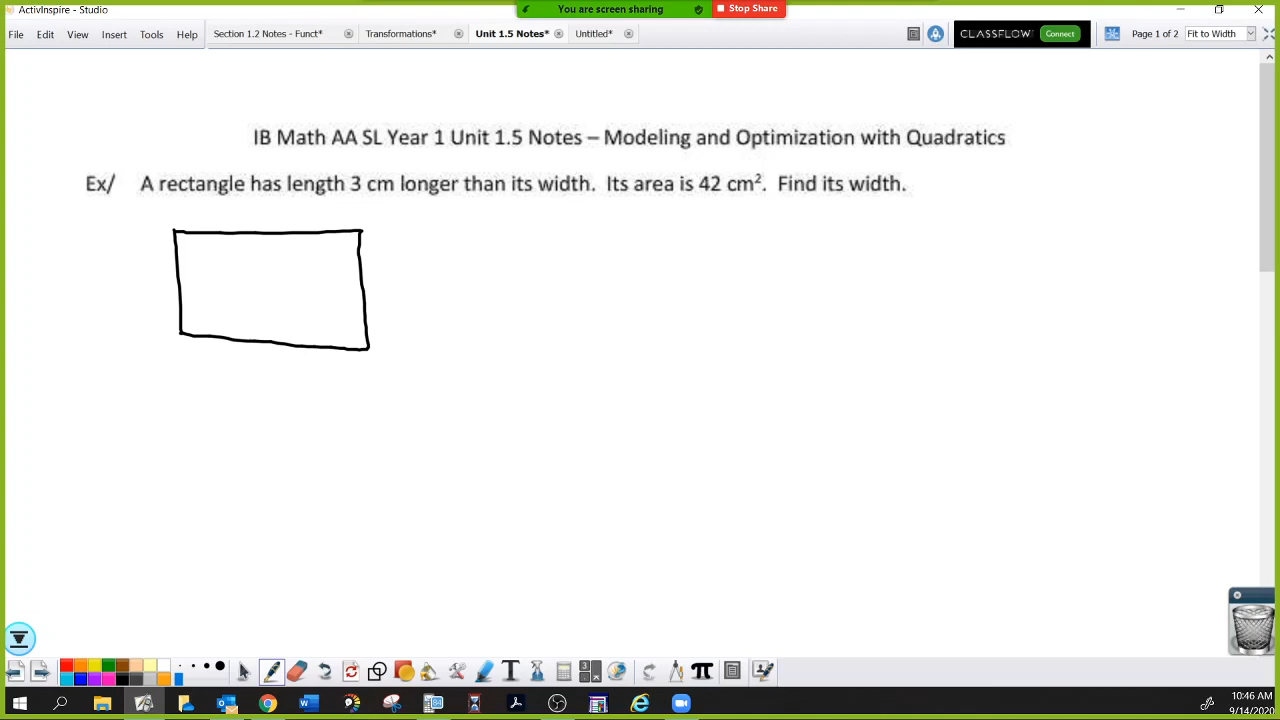 ActivInspire - Studio
You are screen sharing
Stop Share
File Edit View Insert Tools Help
Section 1.2 Notes - Funct*
Transformations*
Unit 1.5 Notes*
Untitled*
CLASSFLOW
Connect
Page 1 of 2
Fit to Width
IB Math AA SL Year 1 Unit 1.5 Notes – Modeling and Optimization with Quadratics
Ex/ A rectangle has length 3 cm longer than its width. Its area is 42 cm². Find its width.
10:46 AM
9/14/2020